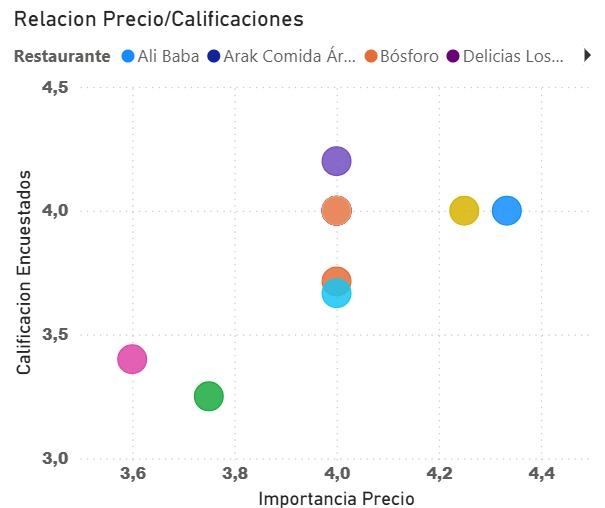 Relacion Precio/Calificaciones
Restaurante Ali Baba Arak Comida Ár... Bósforo Delicias Los...
4,5
4,0
3,5
3,0
Calificacion Encuestados
3,6 3,8 4,0 4,2 4,4
Importancia Precio